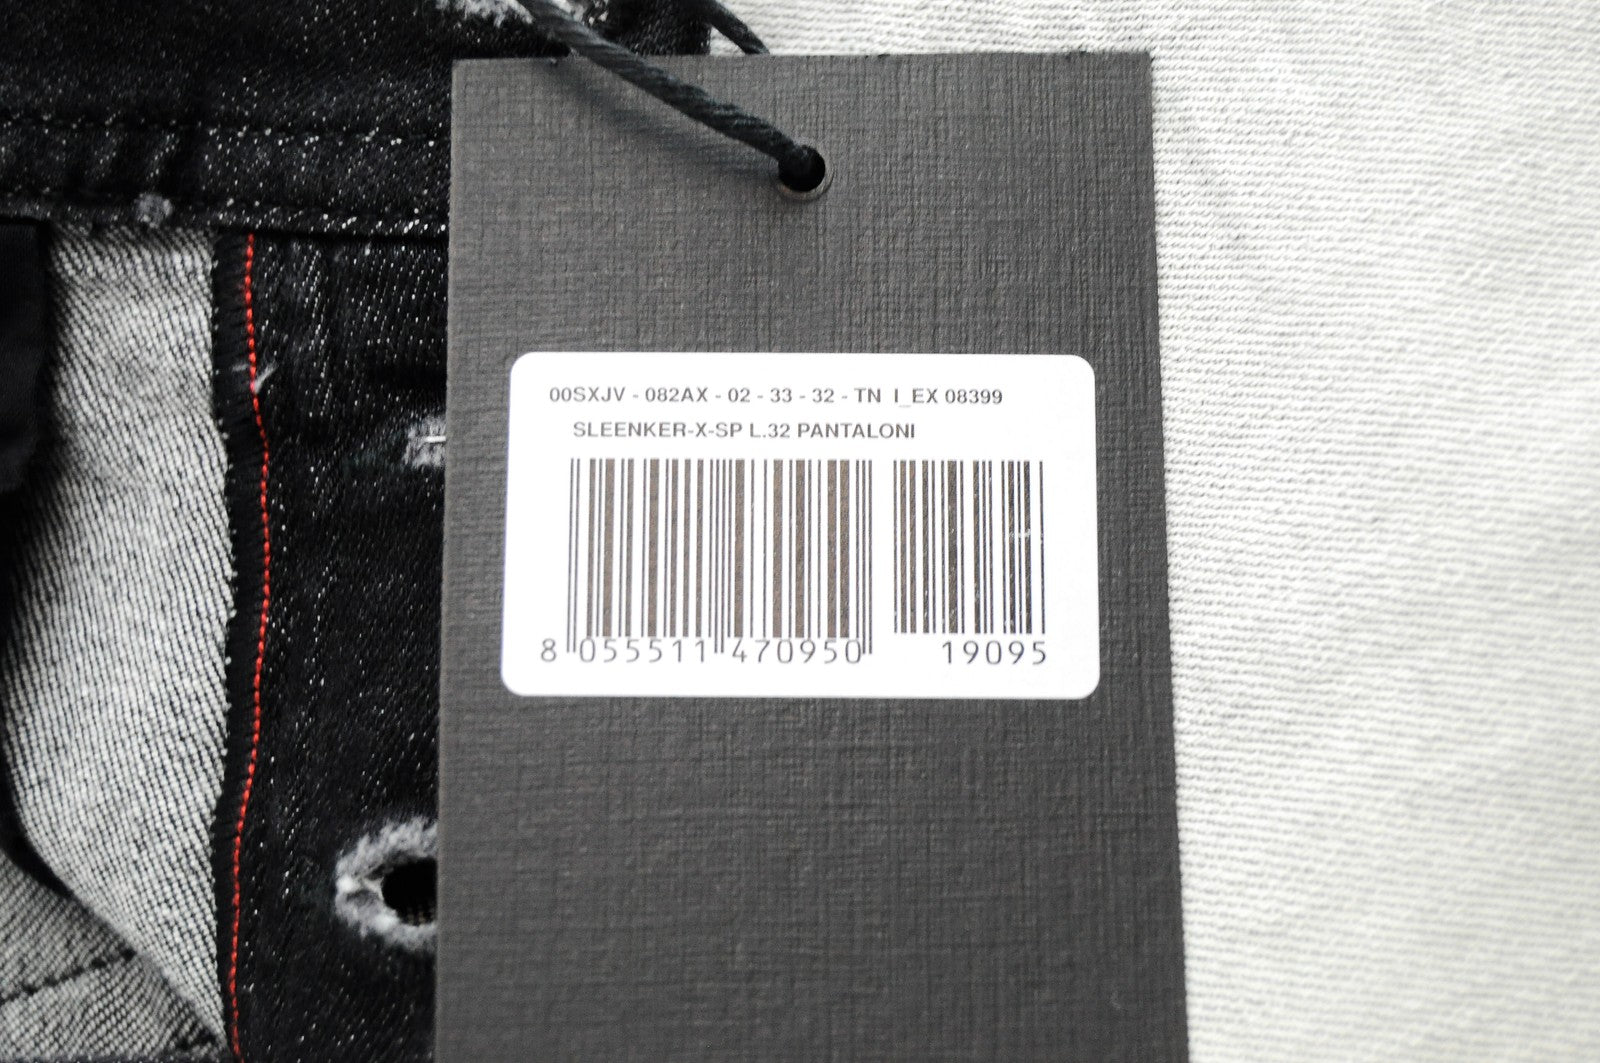 00SXJV - 082AX - 02 - 33 - 32 - TN I_EX 08399
SLEENKER-X-SP L.32 PANTALONI
8 055511 470950 19095